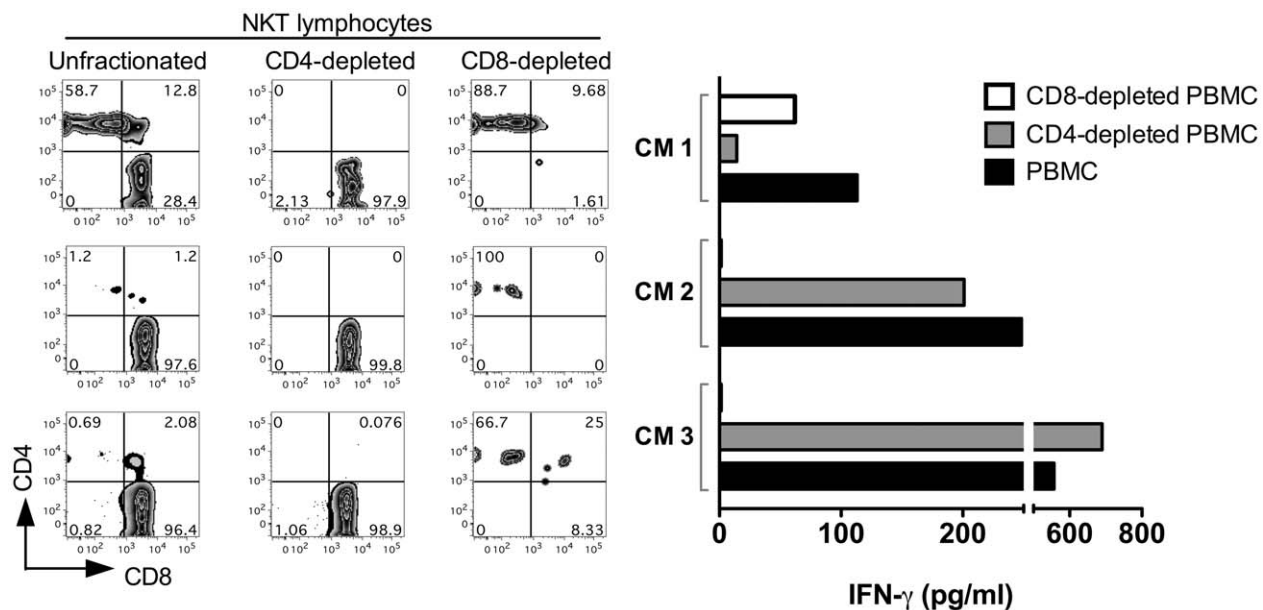 NKT lymphocytes
Unfractionated CD4-depleted CD8-depleted
58.7 12.8 0 28.4
10⁵ 10⁴ 10³ 10² 0
0 10² 10³ 10⁴ 10⁵
0 0 2.13 97.9
10⁵ 10⁴ 10³ 10² 0
0 10² 10³ 10⁴ 10⁵
88.7 9.68 0 1.61
10⁵ 10⁴ 10³ 10² 0
0 10² 10³ 10⁴ 10⁵
1.2 1.2 0 97.6
10⁵ 10⁴ 10³ 10² 0
0 10² 10³ 10⁴ 10⁵
0 0 0 99.8
10⁵ 10⁴ 10³ 10² 0
0 10² 10³ 10⁴ 10⁵
100 0 0 0
10⁵ 10⁴ 10³ 10² 0
0 10² 10³ 10⁴ 10⁵
0.69 2.08 0.82 96.4
10⁵ 10⁴ 10³ 10² 0
0 10² 10³ 10⁴ 10⁵
0 0.076 1.06 98.9
10⁵ 10⁴ 10³ 10² 0
0 10² 10³ 10⁴ 10⁵
66.7 25 0 8.33
10⁵ 10⁴ 10³ 10² 0
0 10² 10³ 10⁴ 10⁵
CD4
CD8
CD8-depleted PBMC
CD4-depleted PBMC
PBMC
CM 1
CM 2
CM 3
0 100 200 600 800
IFN-γ (pg/ml)